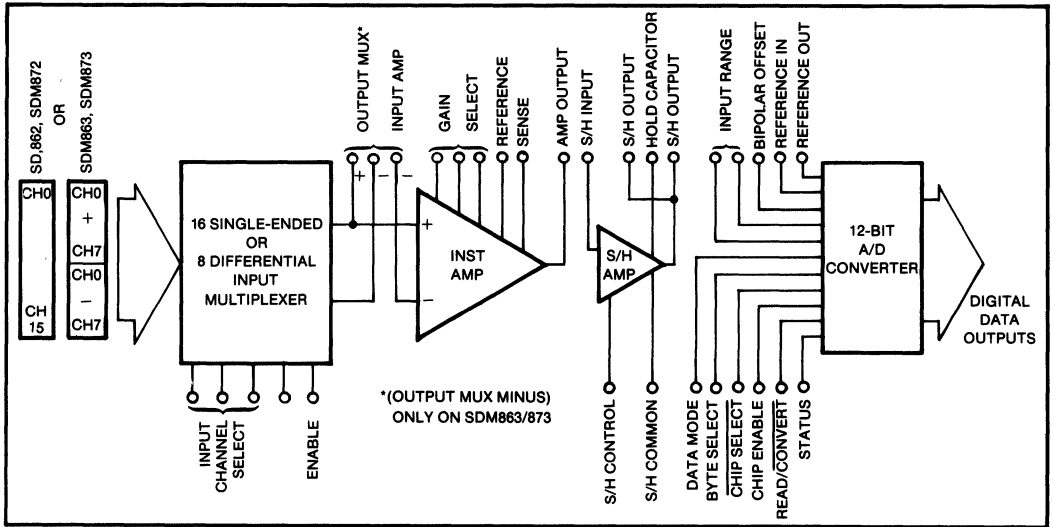 SD,862, SDM872
OR
SDM863, SDM873
CH0
CH
15
CH0
+
CH7
CH0
–
CH7
16 SINGLE-ENDED
OR
8 DIFFERENTIAL
INPUT
MULTIPLEXER
INPUT
CHANNEL
SELECT
ENABLE
OUTPUT MUX*
INPUT AMP
+
–
–
GAIN
SELECT
REFERENCE
SENSE
+
–
INST
AMP
AMP OUTPUT
S/H INPUT
*(OUTPUT MUX MINUS)
ONLY ON SDM863/873
S/H OUTPUT
HOLD CAPACITOR
S/H OUTPUT
S/H
AMP
S/H CONTROL
S/H COMMON
INPUT RANGE
BIPOLAR OFFSET
REFERENCE IN
REFERENCE OUT
12-BIT
A/D
CONVERTER
DATA MODE
BYTE SELECT
CHIP SELECT
CHIP ENABLE
READ/CONVERT
STATUS
DIGITAL
DATA
OUTPUTS